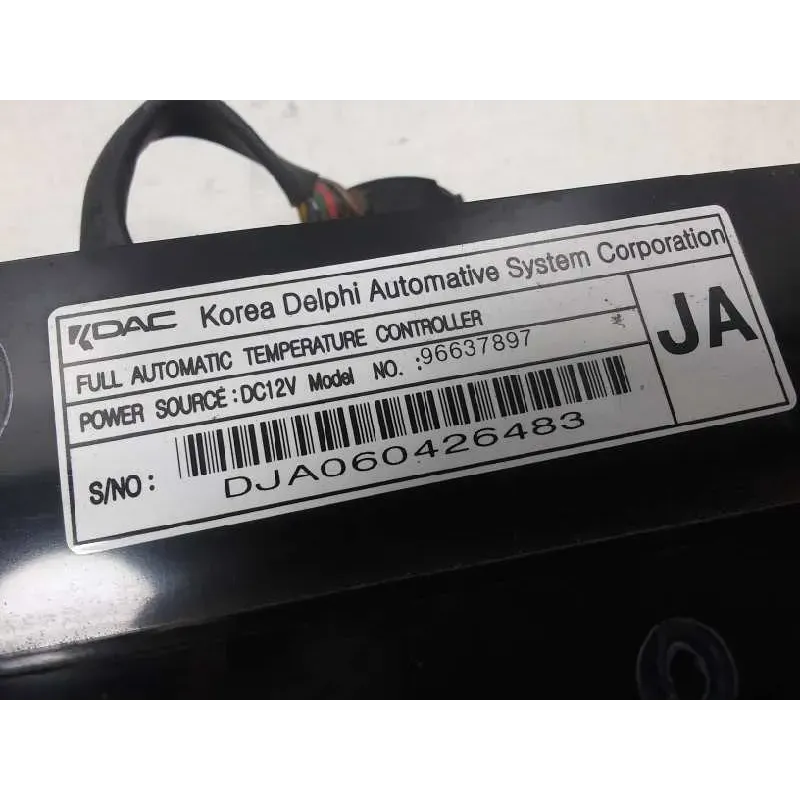 KDAC Korea Delphi Automative System Corporation
FULL AUTOMATIC TEMPERATURE CONTROLLER
POWER SOURCE : DC12V Model NO. : 96637897
JA
S/NO : DJA060426483